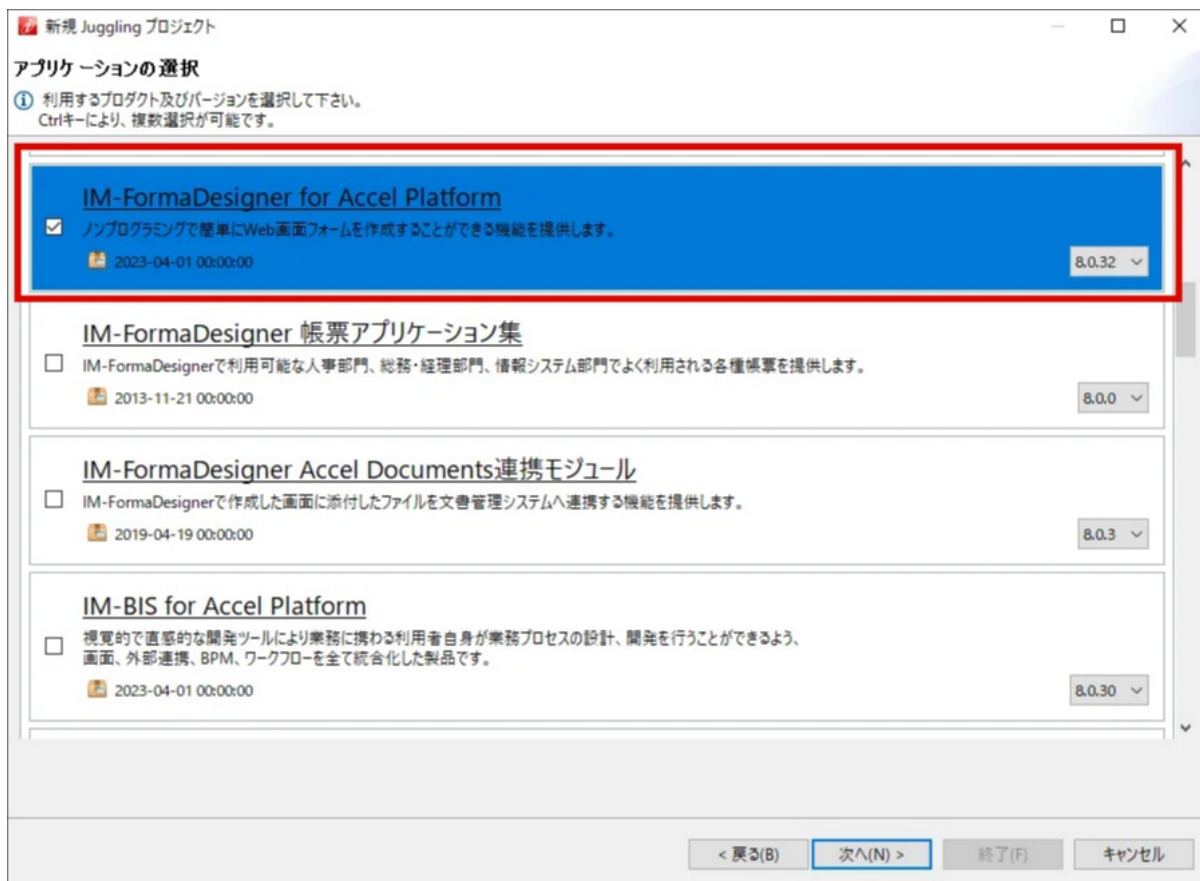 新規 Juggling プロジェクト
アプリケーションの選択
利用するプロダクト及びバージョンを選択して下さい。
Ctrlキーにより、複数選択が可能です。
IM-FormaDesigner for Accel Platform
ノンプログラミングで簡単にWeb画面フォームを作成することができる機能を提供します。
2023-04-01 00:00:00
8.0.32
IM-FormaDesigner 帳票アプリケーション集
IM-FormaDesignerで利用可能な人事部門、総務・経理部門、情報システム部門でよく利用される各種帳票を提供します。
2013-11-21 00:00:00
8.0.0
IM-FormaDesigner Accel Documents連携モジュール
IM-FormaDesignerで作成した画面に添付したファイルを文書管理システムへ連携する機能を提供します。
2019-04-19 00:00:00
8.0.3
IM-BIS for Accel Platform
視覚的で直感的な開発ツールにより業務に携わる利用者自身が業務プロセスの設計、開発を行うことができるよう、
画面、外部連携、BPM、ワークフローを全て統合化した製品です。
2023-04-01 00:00:00
8.0.30
< 戻る(B)
次へ(N) >
終了(F)
キャンセル